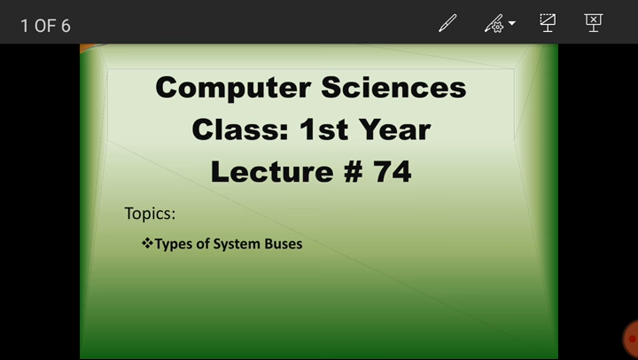 1 OF 6
Computer Sciences
Class: 1st Year
Lecture # 74
Topics:
❖Types of System Buses